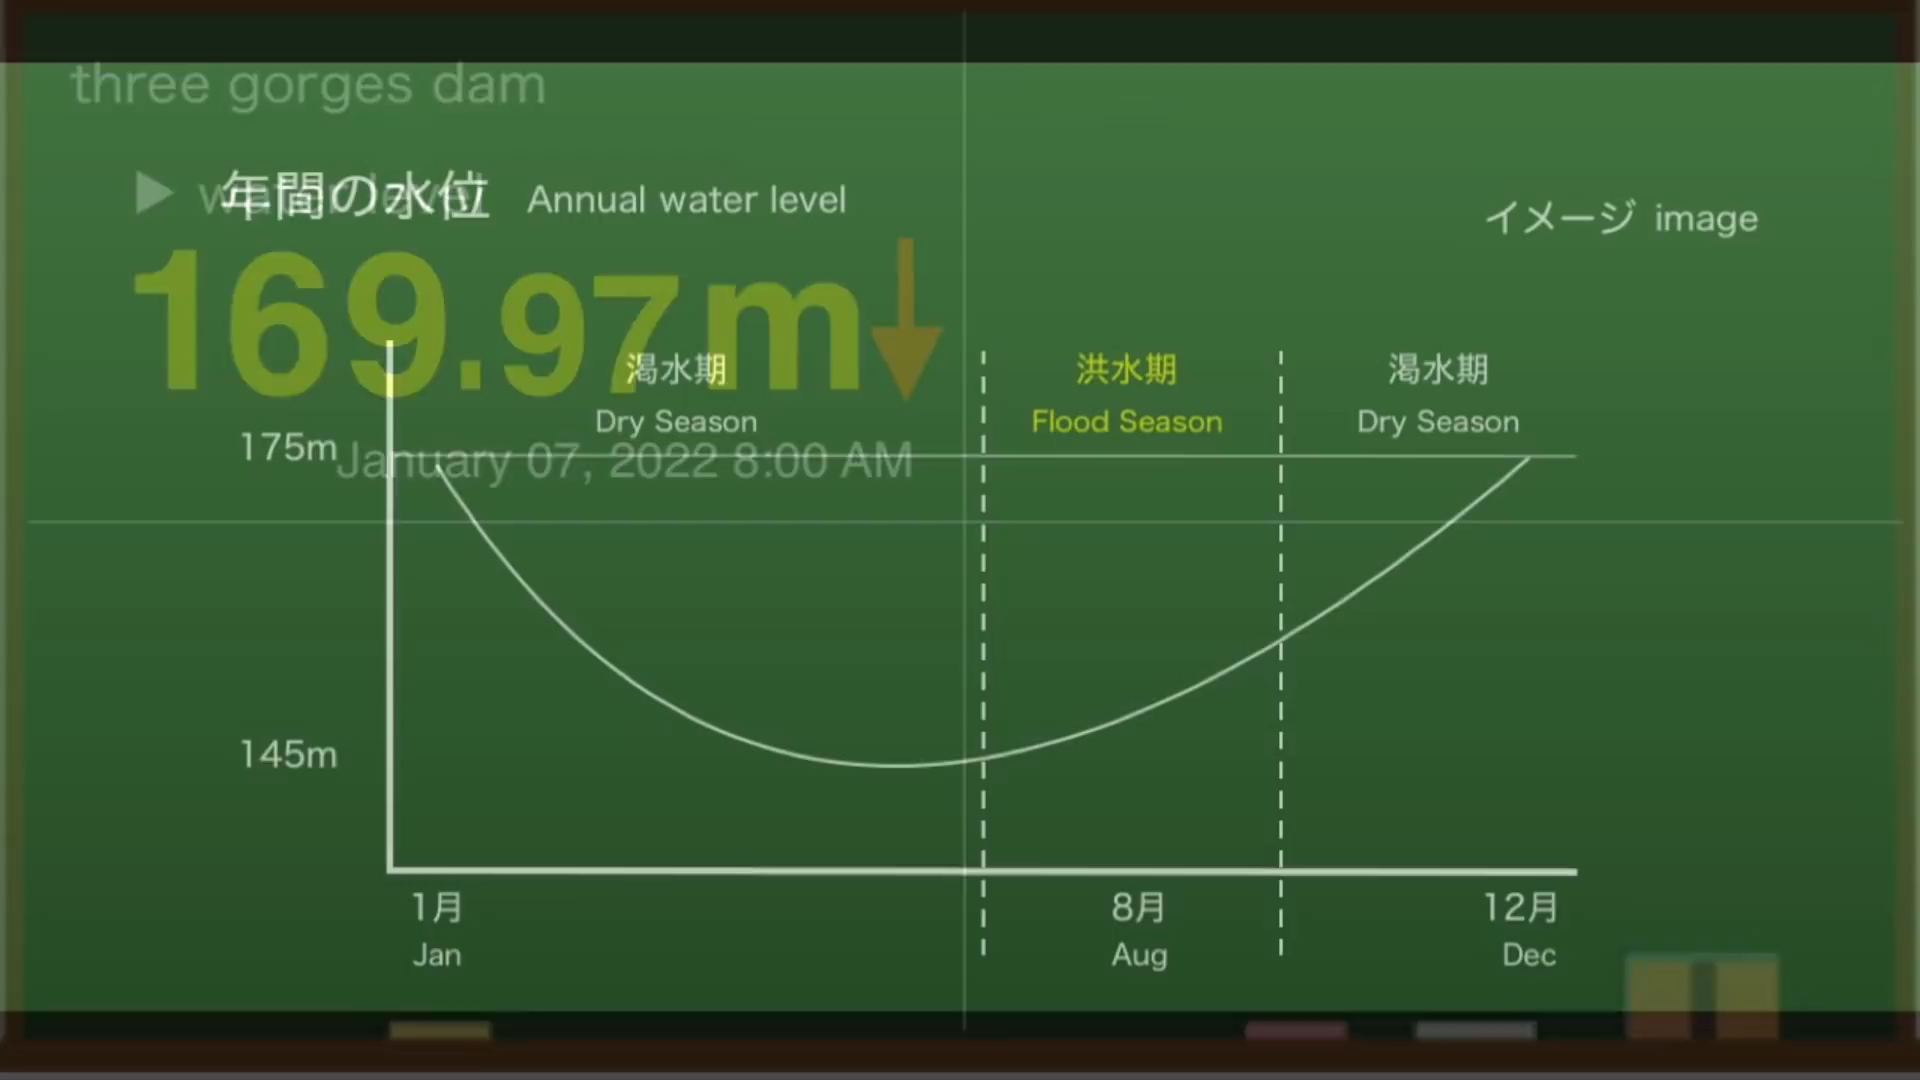 three gorges dam
water level
年間の水位 Annual water level
イメージ image
169.97m
渇水期
Dry Season
洪水期
Flood Season
渇水期
Dry Season
175m
January 07, 2022 8:00 AM
145m
1月
Jan
8月
Aug
12月
Dec